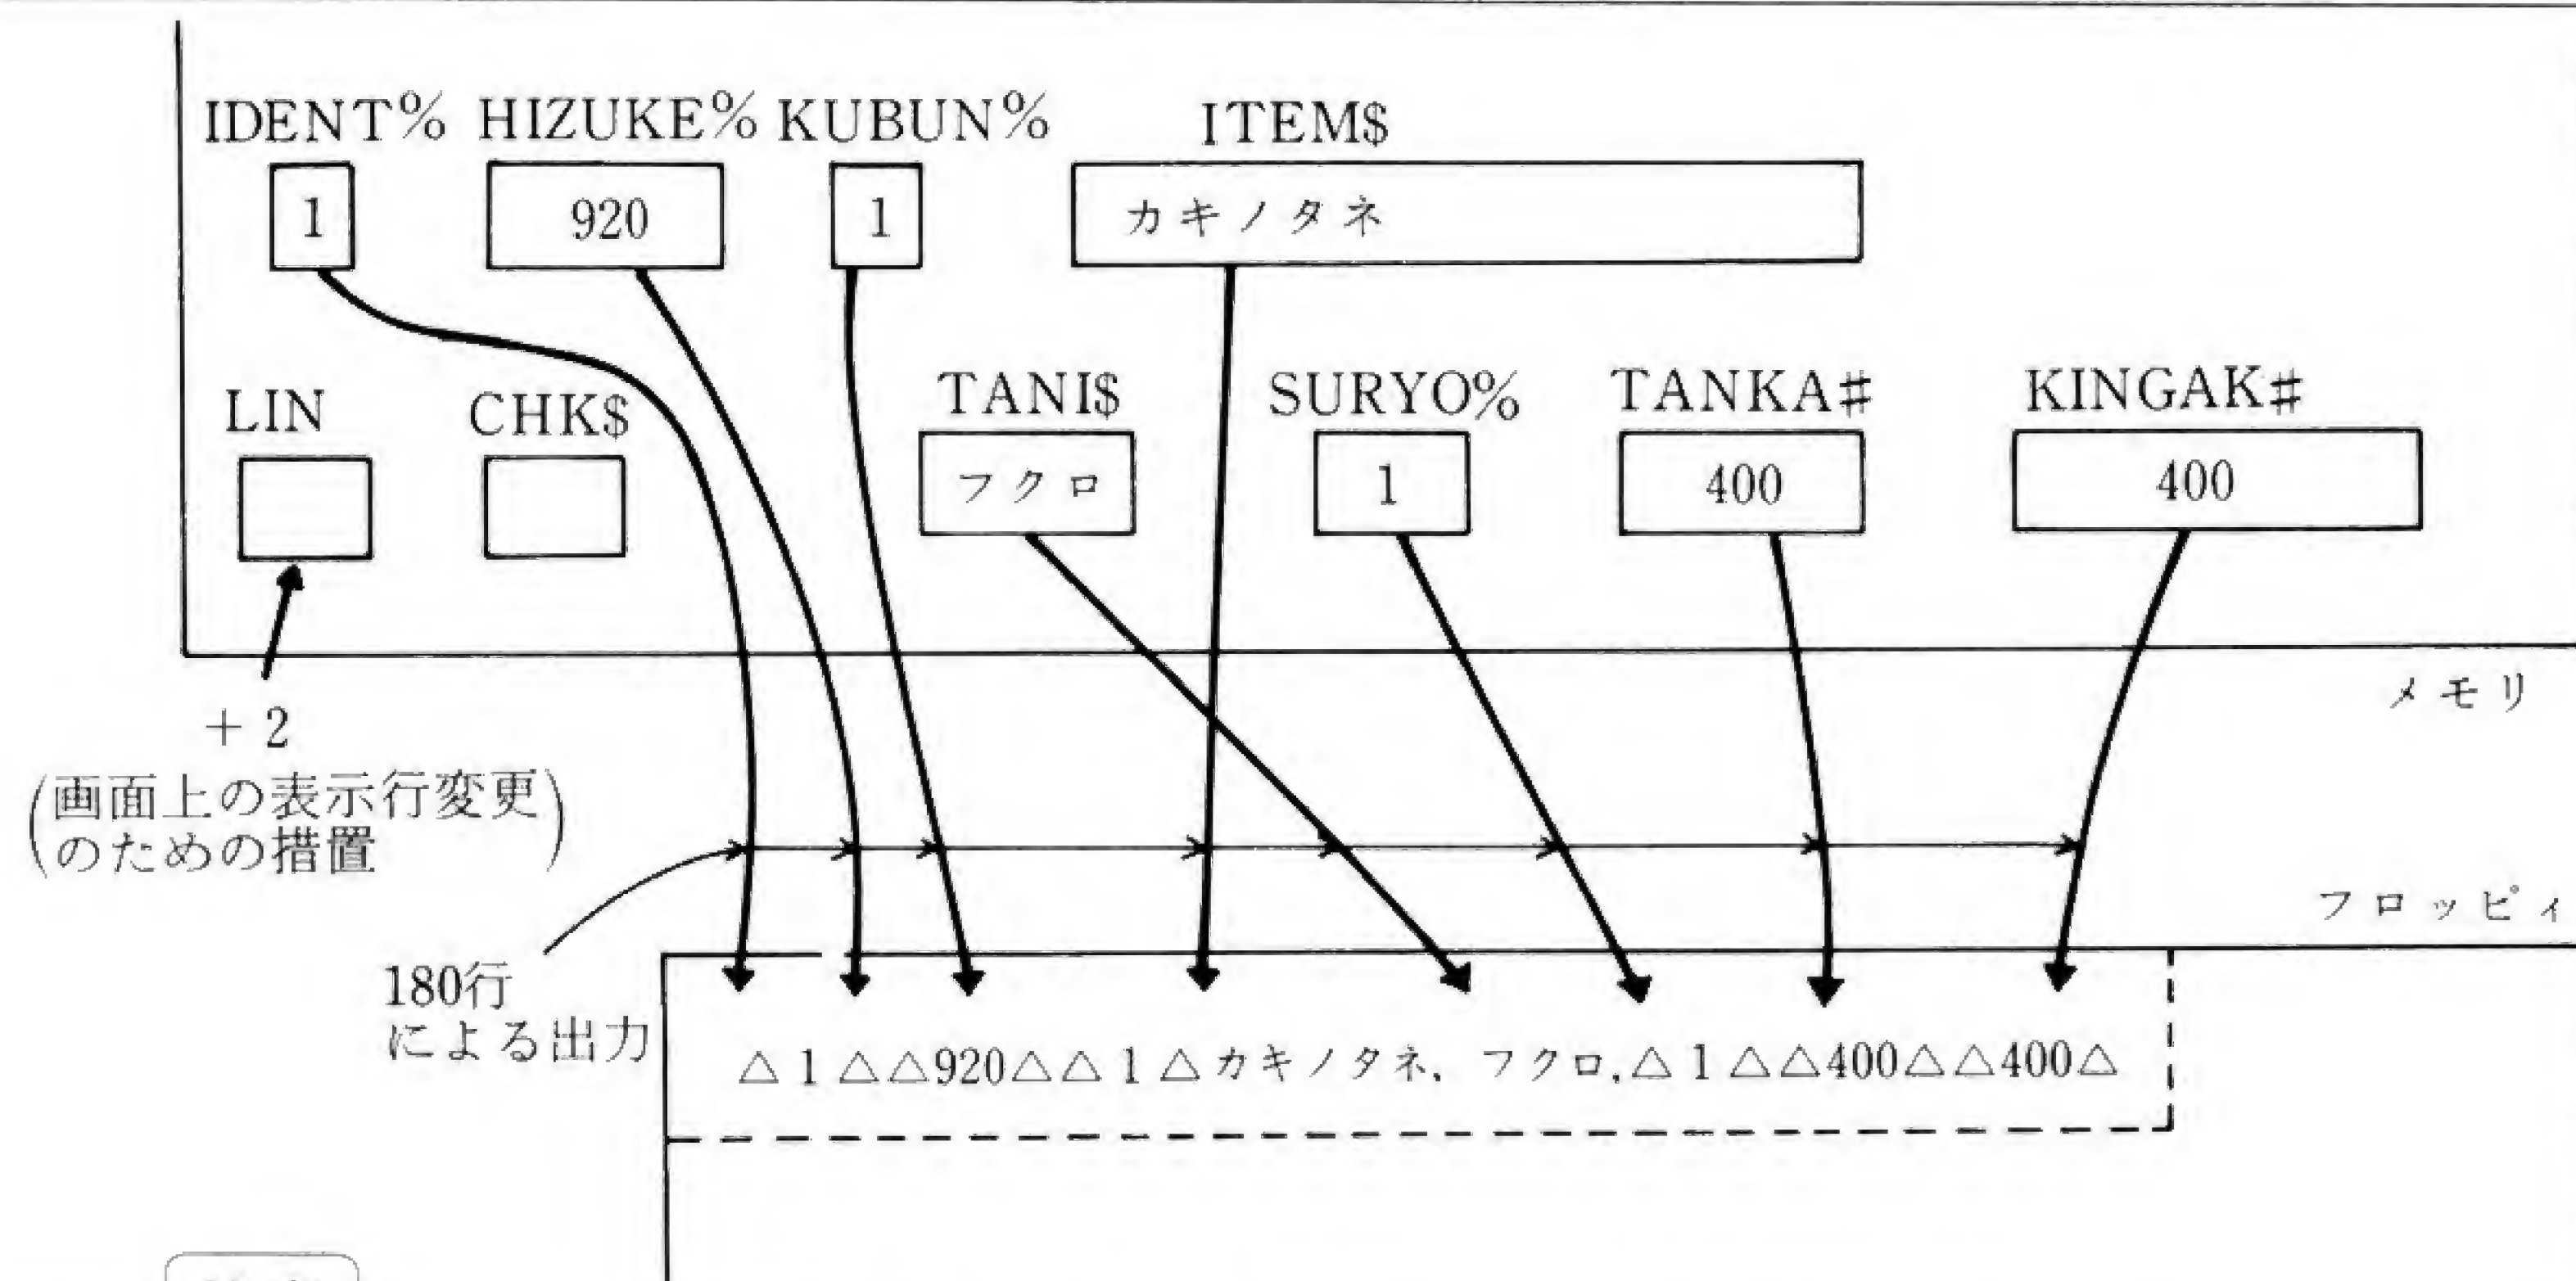 IDENT% HIZUKE% KUBUN% ITEM$
1 920 1 カキノタネ
LIN CHK$ TANI$ SURYO% TANKA# KINGAK#
フクロ 1 400 400
メモリ
+2
(画面上の表示行変更
のための措置)
フロッピィ
180行
による出力
△1△△920△△1△カキノタネ,フクロ,△1△△400△△400△